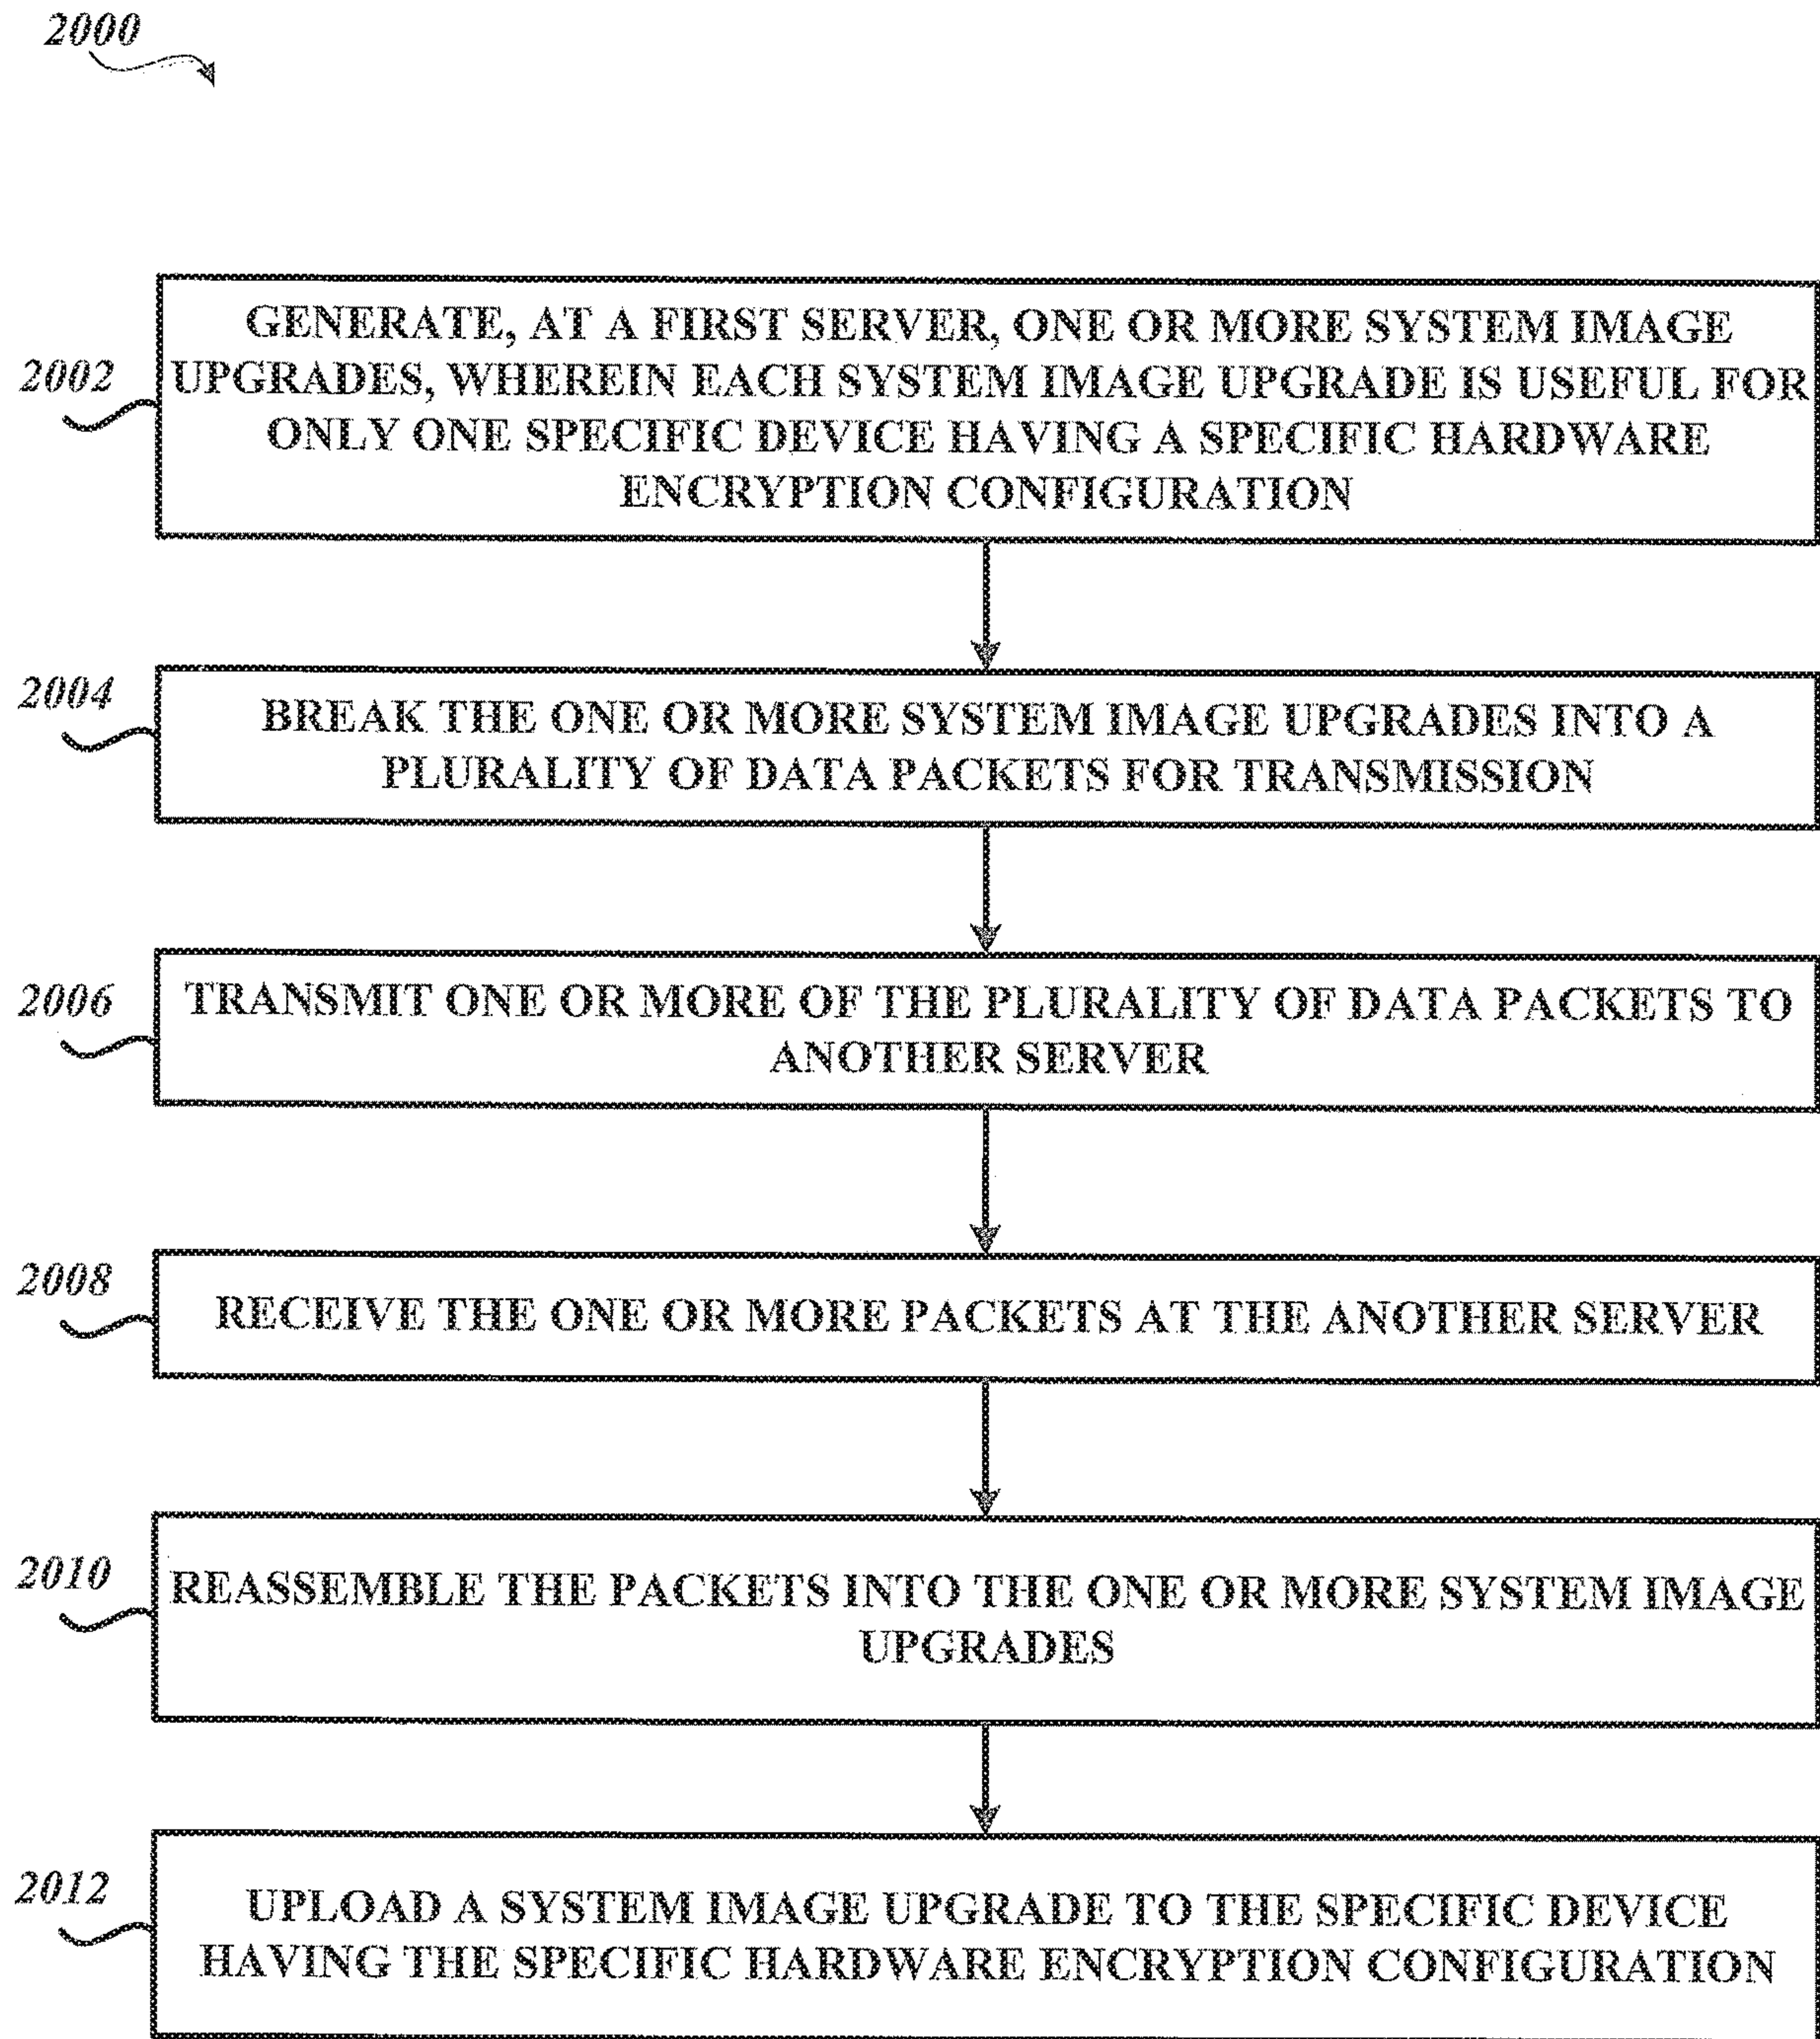 2000
2002
GENERATE, AT A FIRST SERVER, ONE OR MORE SYSTEM IMAGE
UPGRADES, WHEREIN EACH SYSTEM IMAGE UPGRADE IS USEFUL FOR
ONLY ONE SPECIFIC DEVICE HAVING A SPECIFIC HARDWARE
ENCRYPTION CONFIGURATION
2004
BREAK THE ONE OR MORE SYSTEM IMAGE UPGRADES INTO A
PLURALITY OF DATA PACKETS FOR TRANSMISSION
2006
TRANSMIT ONE OR MORE OF THE PLURALITY OF DATA PACKETS TO
ANOTHER SERVER
2008
RECEIVE THE ONE OR MORE PACKETS AT THE ANOTHER SERVER
2010
REASSEMBLE THE PACKETS INTO THE ONE OR MORE SYSTEM IMAGE
UPGRADES
2012
UPLOAD A SYSTEM IMAGE UPGRADE TO THE SPECIFIC DEVICE
HAVING THE SPECIFIC HARDWARE ENCRYPTION CONFIGURATION